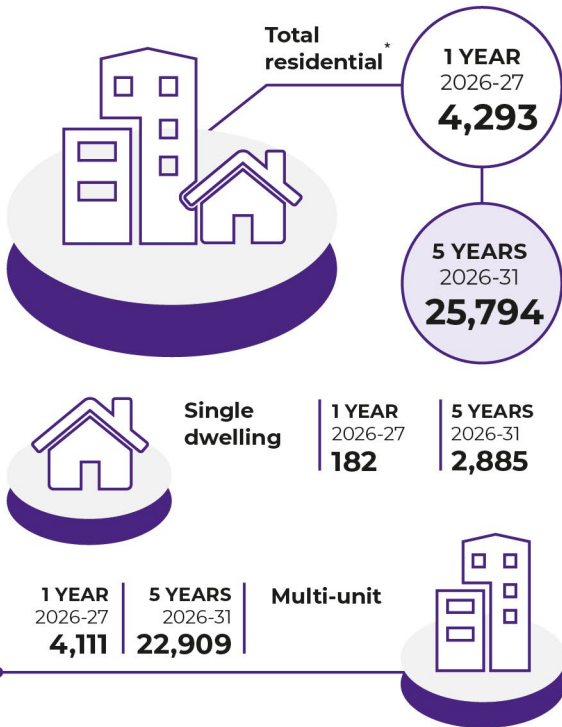 Total
residential*
1 YEAR
2026-27
4,293
5 YEARS
2026-31
25,794
Single
dwelling
1 YEAR
2026-27
182
5 YEARS
2026-31
2,885
1 YEAR
2026-27
4,111
5 YEARS
2026-31
22,909
Multi-unit